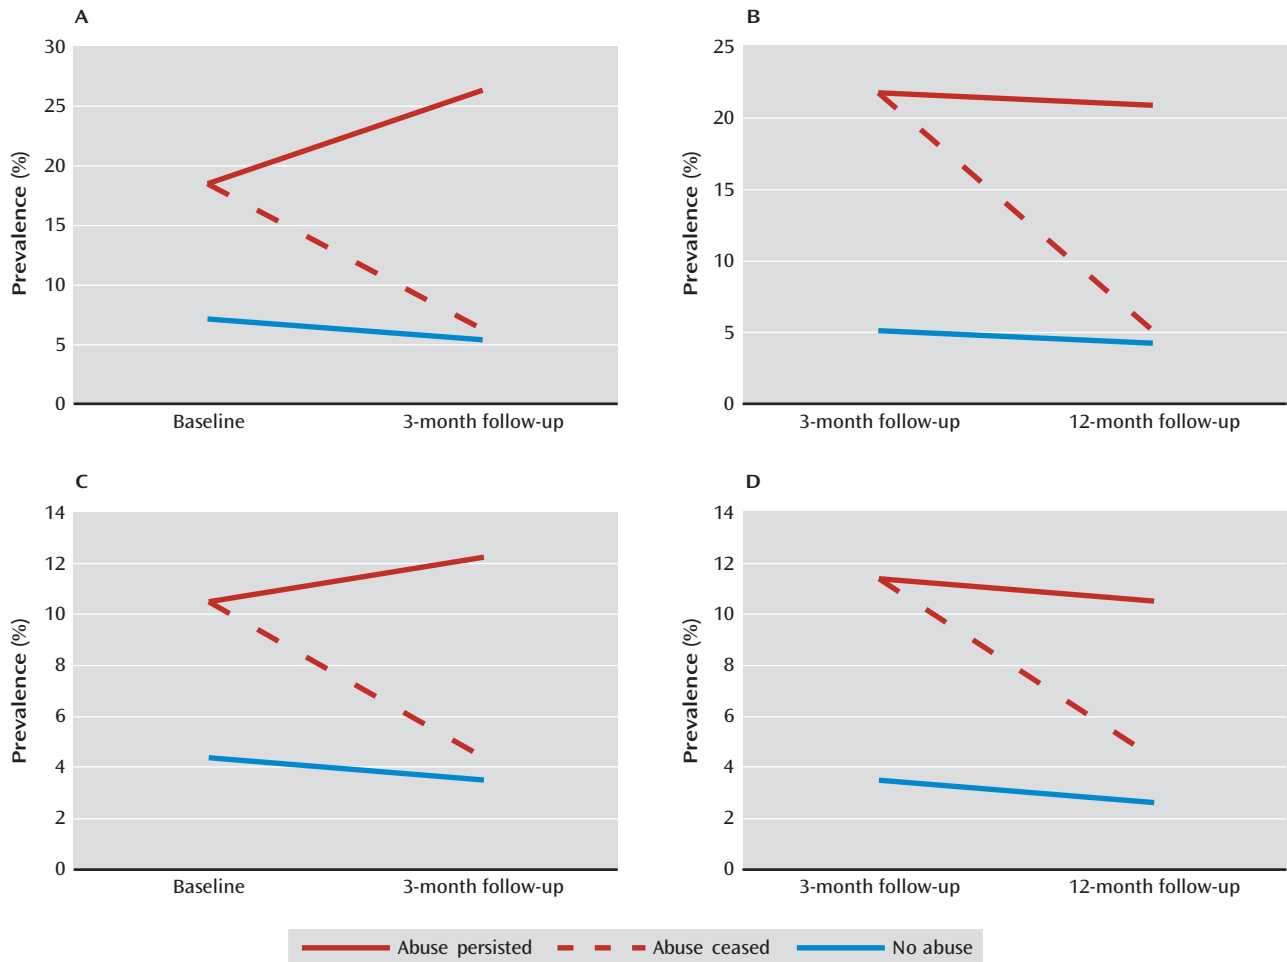 A
30
25
20
15
10
5
0
Prevalence (%)
Baseline 3-month follow-up
B
25
20
15
10
5
0
Prevalence (%)
3-month follow-up 12-month follow-up
C
14
12
10
8
6
4
2
0
Prevalence (%)
Baseline 3-month follow-up
D
14
12
10
8
6
4
2
0
Prevalence (%)
3-month follow-up 12-month follow-up
Abuse persisted Abuse ceased No abuse